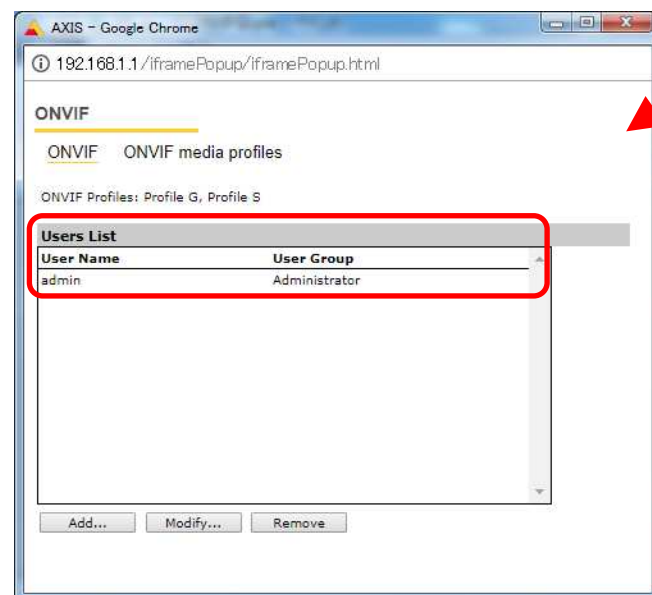 AXIS - Google Chrome
192.168.1.1/iframePopup/iframePopup.html
ONVIF
ONVIF ONVIF media profiles
ONVIF Profiles: Profile G, Profile S
Users List
User Name User Group
admin Administrator
Add... Modify... Remove